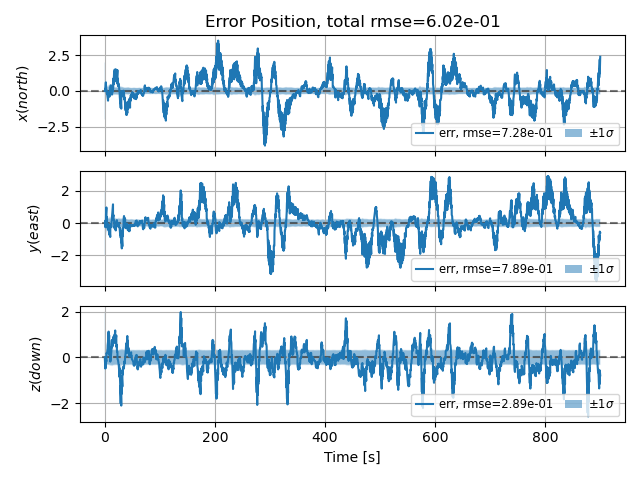 Error Position, total rmse=6.02e-01
x(north)
2.5
0.0
−2.5
err, rmse=7.28e-01 ±1σ
y(east)
2
0
−2
err, rmse=7.89e-01 ±1σ
z(down)
2
0
−2
err, rmse=2.89e-01 ±1σ
0 200 400 600 800
Time [s]